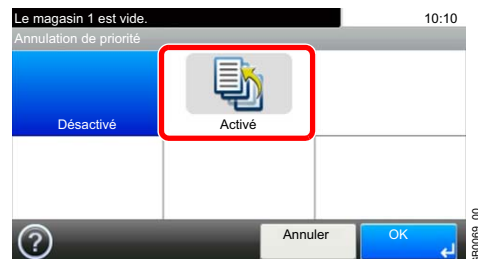 Le magasin 1 est vide. 10:10
Annulation de priorité
Désactivé Activé
? Annuler OK